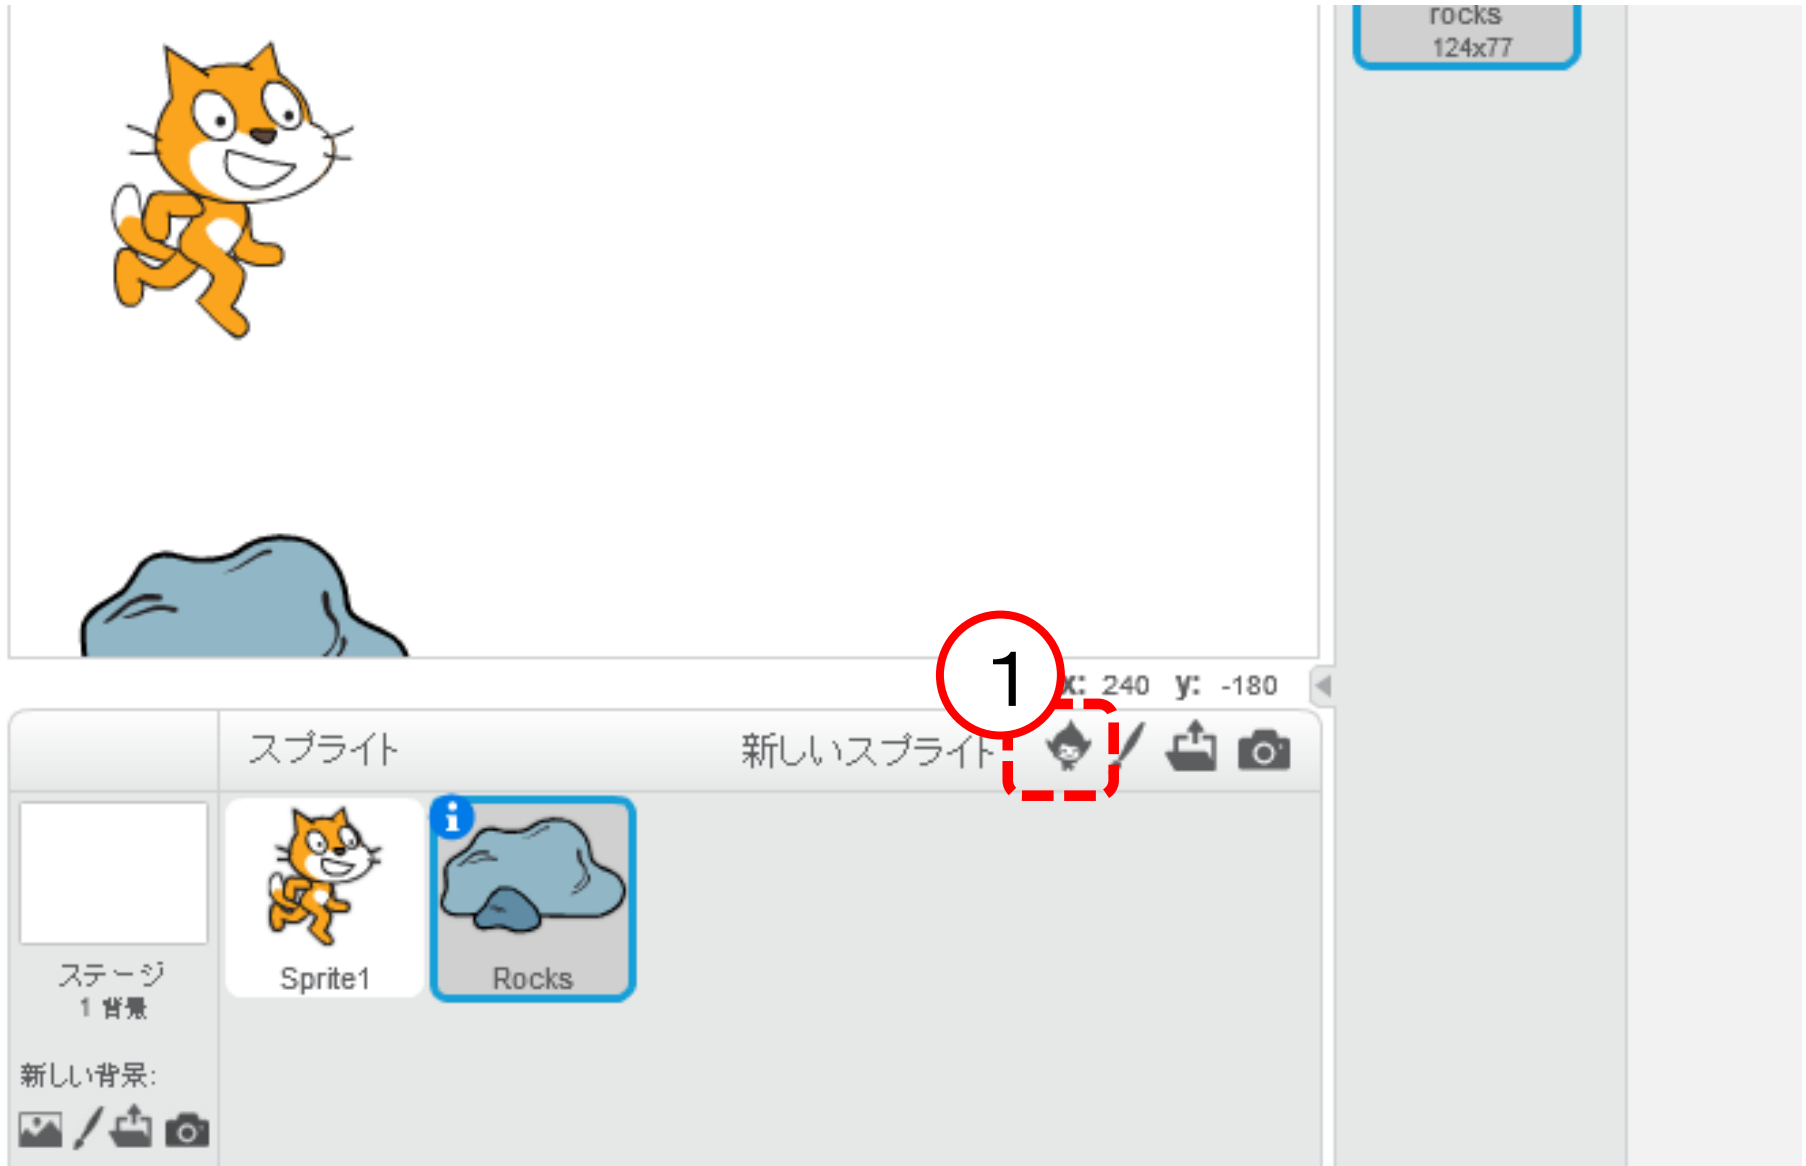 rocks
124x77
1
x: 240 y: -180
スプライト 新しいスプライト
i
Sprite1
Rocks
ステージ
1 背景
新しい背景: